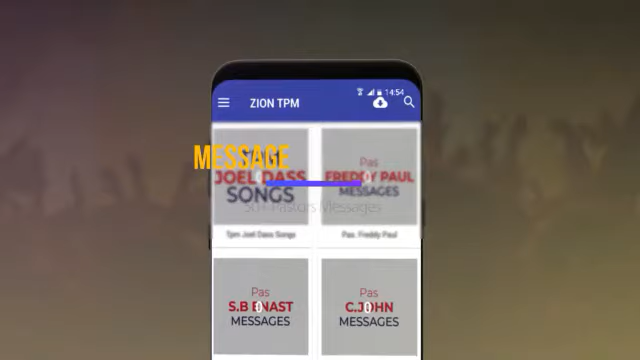 14:54
ZION TPM
MESSAGE
JOEL DASS
SONGS
Pas
FREDDY PAUL
MESSAGES
50+ Pastors Messages
Tpm Joel Dass Songs
Pas. Freddy Paul
Pas
S.B ENAST
MESSAGES
Pas
C.JOHN
MESSAGES